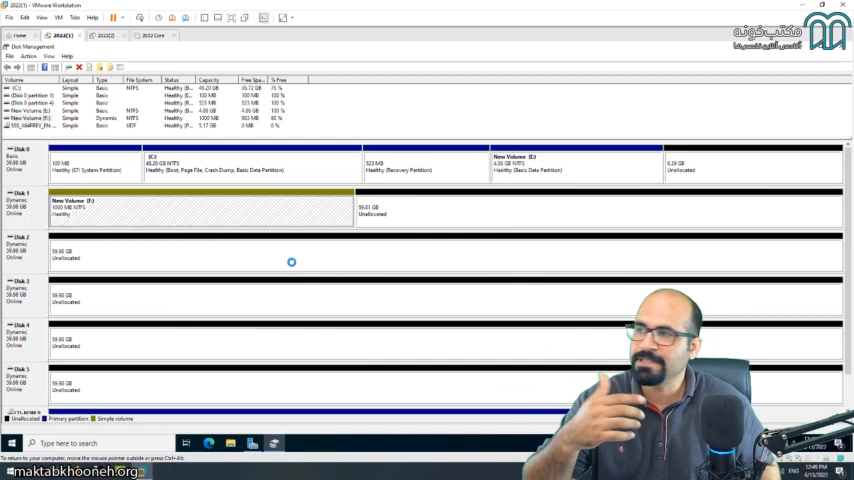 2022(1) - VMware Workstation
File Edit View VM Tabs Help
Home 2022(1) 2022(2) 2022 Core
مکتب‌خونه
Disk Management
File Action View Help
Volume Layout Type File System Status Capacity Free Spa... % Free
(C:) Simple Basic NTFS Healthy (B... 48.20 GB 36.72 GB 76 %
(Disk 0 partition 1) Simple Basic Healthy (E... 100 MB 100 MB 100 %
(Disk 0 partition 4) Simple Basic Healthy (R... 523 MB 523 MB 100 %
New Volume (E:) Simple Basic NTFS Healthy (B... 4.88 GB 4.86 GB 100 %
New Volume (F:) Simple Dynamic NTFS Healthy 1000 MB 983 MB 98 %
Simple Basic UDF Healthy (P... 5.17 GB 0 MB 0 %
Disk 0
Basic
59.98 GB
Online
100 MB
Healthy (EFI System Partition)
(C:)
48.20 GB NTFS
Healthy (Boot, Page File, Crash Dump, Basic Data Partition)
523 MB
Healthy (Recovery Partition)
New Volume (E:)
4.88 GB NTFS
Healthy (Basic Data Partition)
6.29 GB
Unallocated
Disk 1
Dynamic
59.98 GB
Online
New Volume (F:)
1000 MB NTFS
Healthy
59.01 GB
Unallocated
Disk 2
Dynamic
59.98 GB
Online
59.98 GB
Unallocated
Disk 3
Dynamic
59.98 GB
Online
59.98 GB
Unallocated
Disk 4
Dynamic
59.98 GB
Online
59.98 GB
Unallocated
Disk 5
Dynamic
59.98 GB
Online
59.98 GB
Unallocated
CD-ROM 0
Unallocated Primary partition Simple volume
Type here to search
To return to your computer, move the mouse pointer outside or press Ctrl+Alt.
maktabkhooneh.org
ENG
12:49 PM
6/13/2022